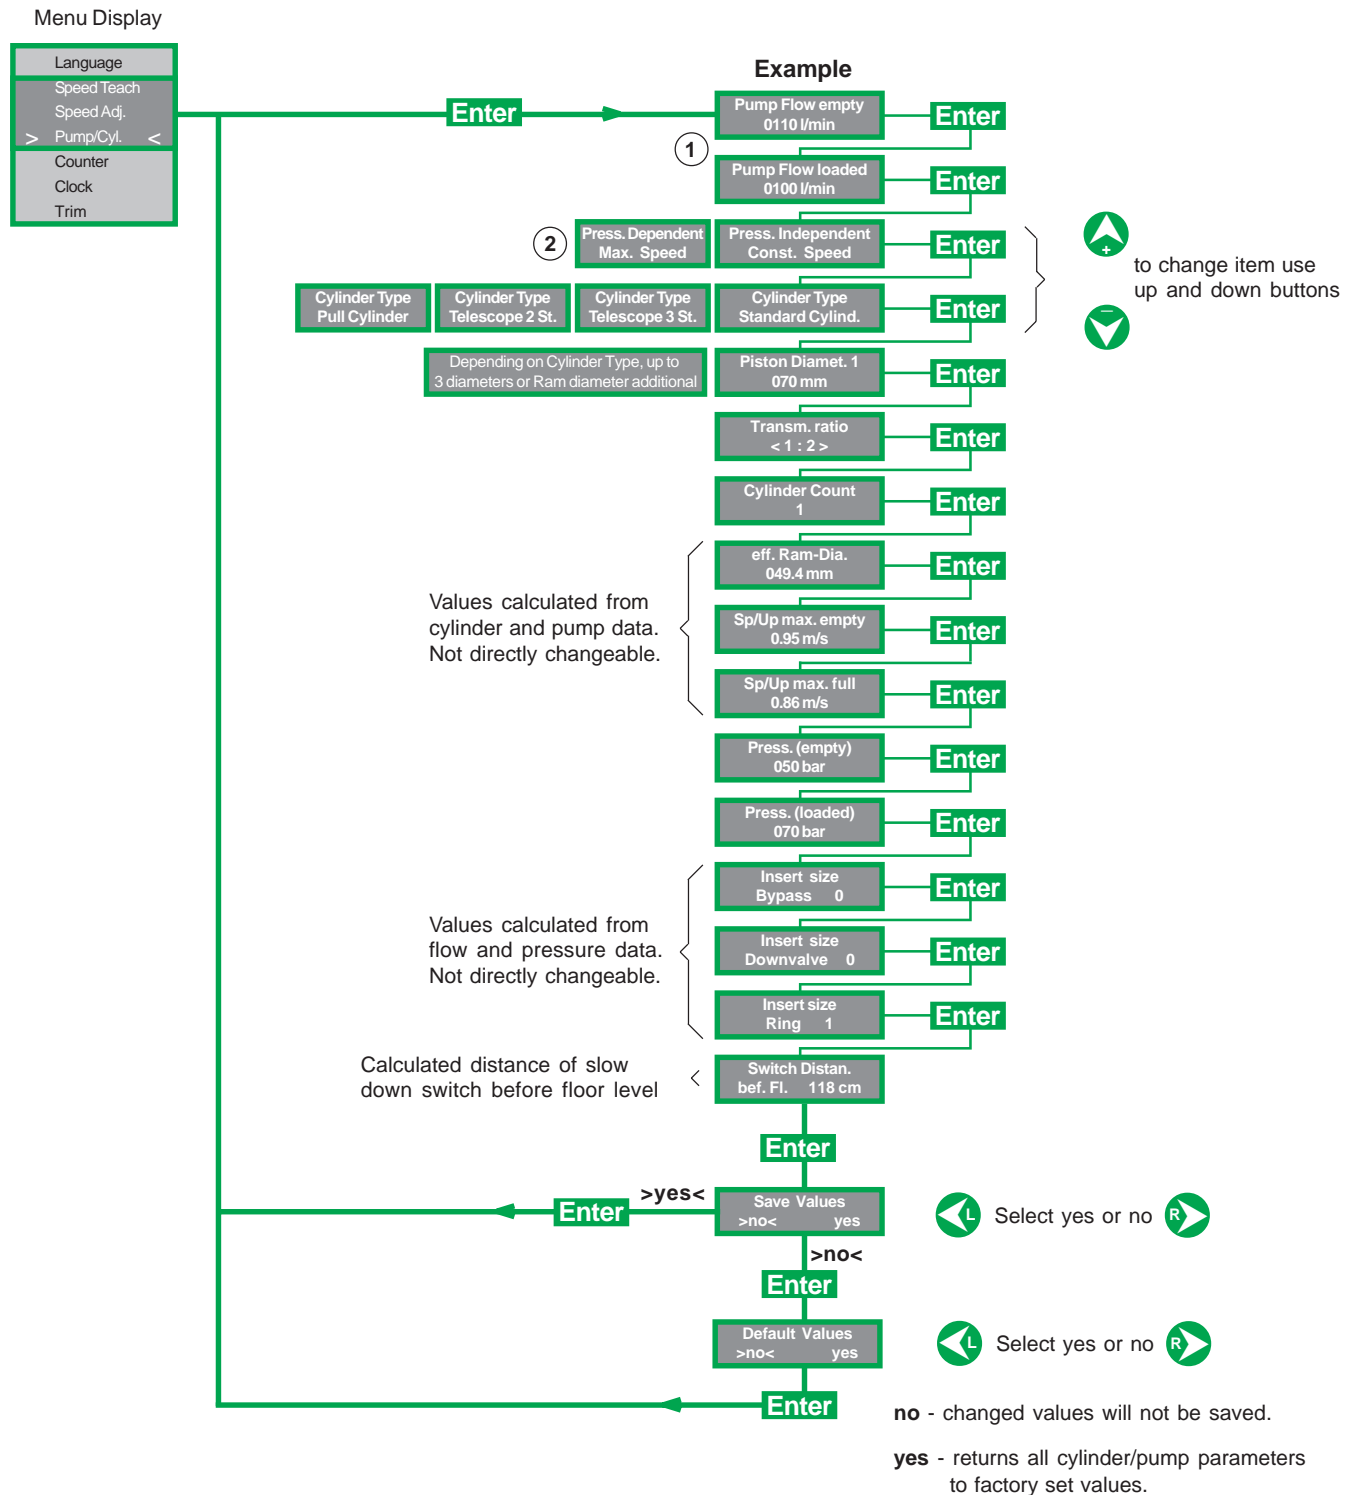 Menu Display
Language
Speed Teach
Speed Adj.
> Pump/Cyl. <
Counter
Clock
Trim
Example
Enter
Pump Flow empty
0110 l/min
Enter
1
Pump Flow loaded
0100 l/min
Enter
2
Press. Dependent
Max. Speed
Press. Independent
Const. Speed
Enter
+
to change item use
up and down buttons
–
Cylinder Type
Pull Cylinder
Cylinder Type
Telescope 2 St.
Cylinder Type
Telescope 3 St.
Cylinder Type
Standard Cylind.
Enter
Depending on Cylinder Type, up to
3 diameters or Ram diameter additional
Piston Diamet. 1
070 mm
Enter
Transm. ratio
< 1 : 2 >
Enter
Cylinder Count
1
Enter
Values calculated from
cylinder and pump data.
Not directly changeable.
eff. Ram-Dia.
049.4 mm
Enter
Sp/Up max. empty
0.95 m/s
Enter
Sp/Up max. full
0.86 m/s
Enter
Press. (empty)
050 bar
Enter
Press. (loaded)
070 bar
Enter
Values calculated from
flow and pressure data.
Not directly changeable.
Insert size
Bypass 0
Enter
Insert size
Downvalve 0
Enter
Insert size
Ring 1
Enter
Calculated distance of slow
down switch before floor level
Switch Distan.
bef. Fl. 118 cm
Enter
Enter
>yes<
Save Values
>no< yes
L Select yes or no R
>no<
Enter
Default Values
>no< yes
L Select yes or no R
Enter
no - changed values will not be saved.
yes - returns all cylinder/pump parameters
to factory set values.